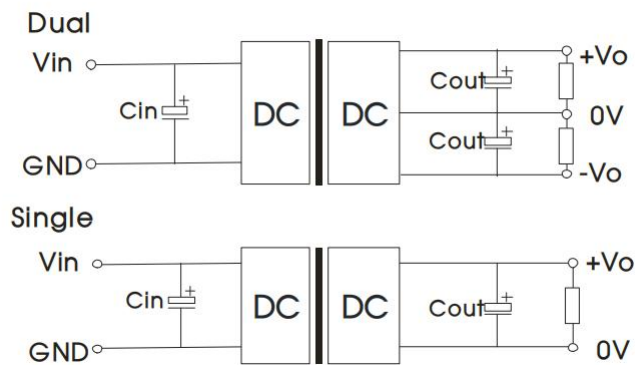 Dual
Vin
Cin
+
GND
DC
DC
Cout
+
Cout
+
+Vo
0V
-Vo
Single
Vin
Cin
+
GND
DC
DC
Cout
+
+Vo
0V